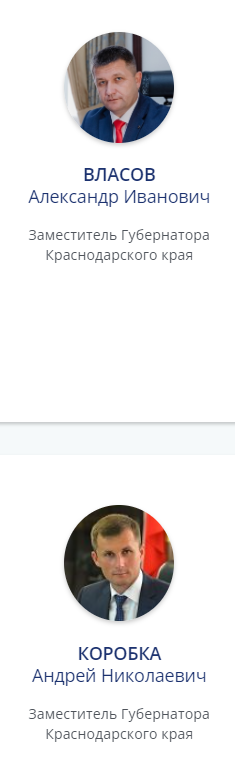 ВЛАСОВ
Александр Иванович
Заместитель Губернатора
Краснодарского края
КОРОБКА
Андрей Николаевич
Заместитель Губернатора
Краснодарского края